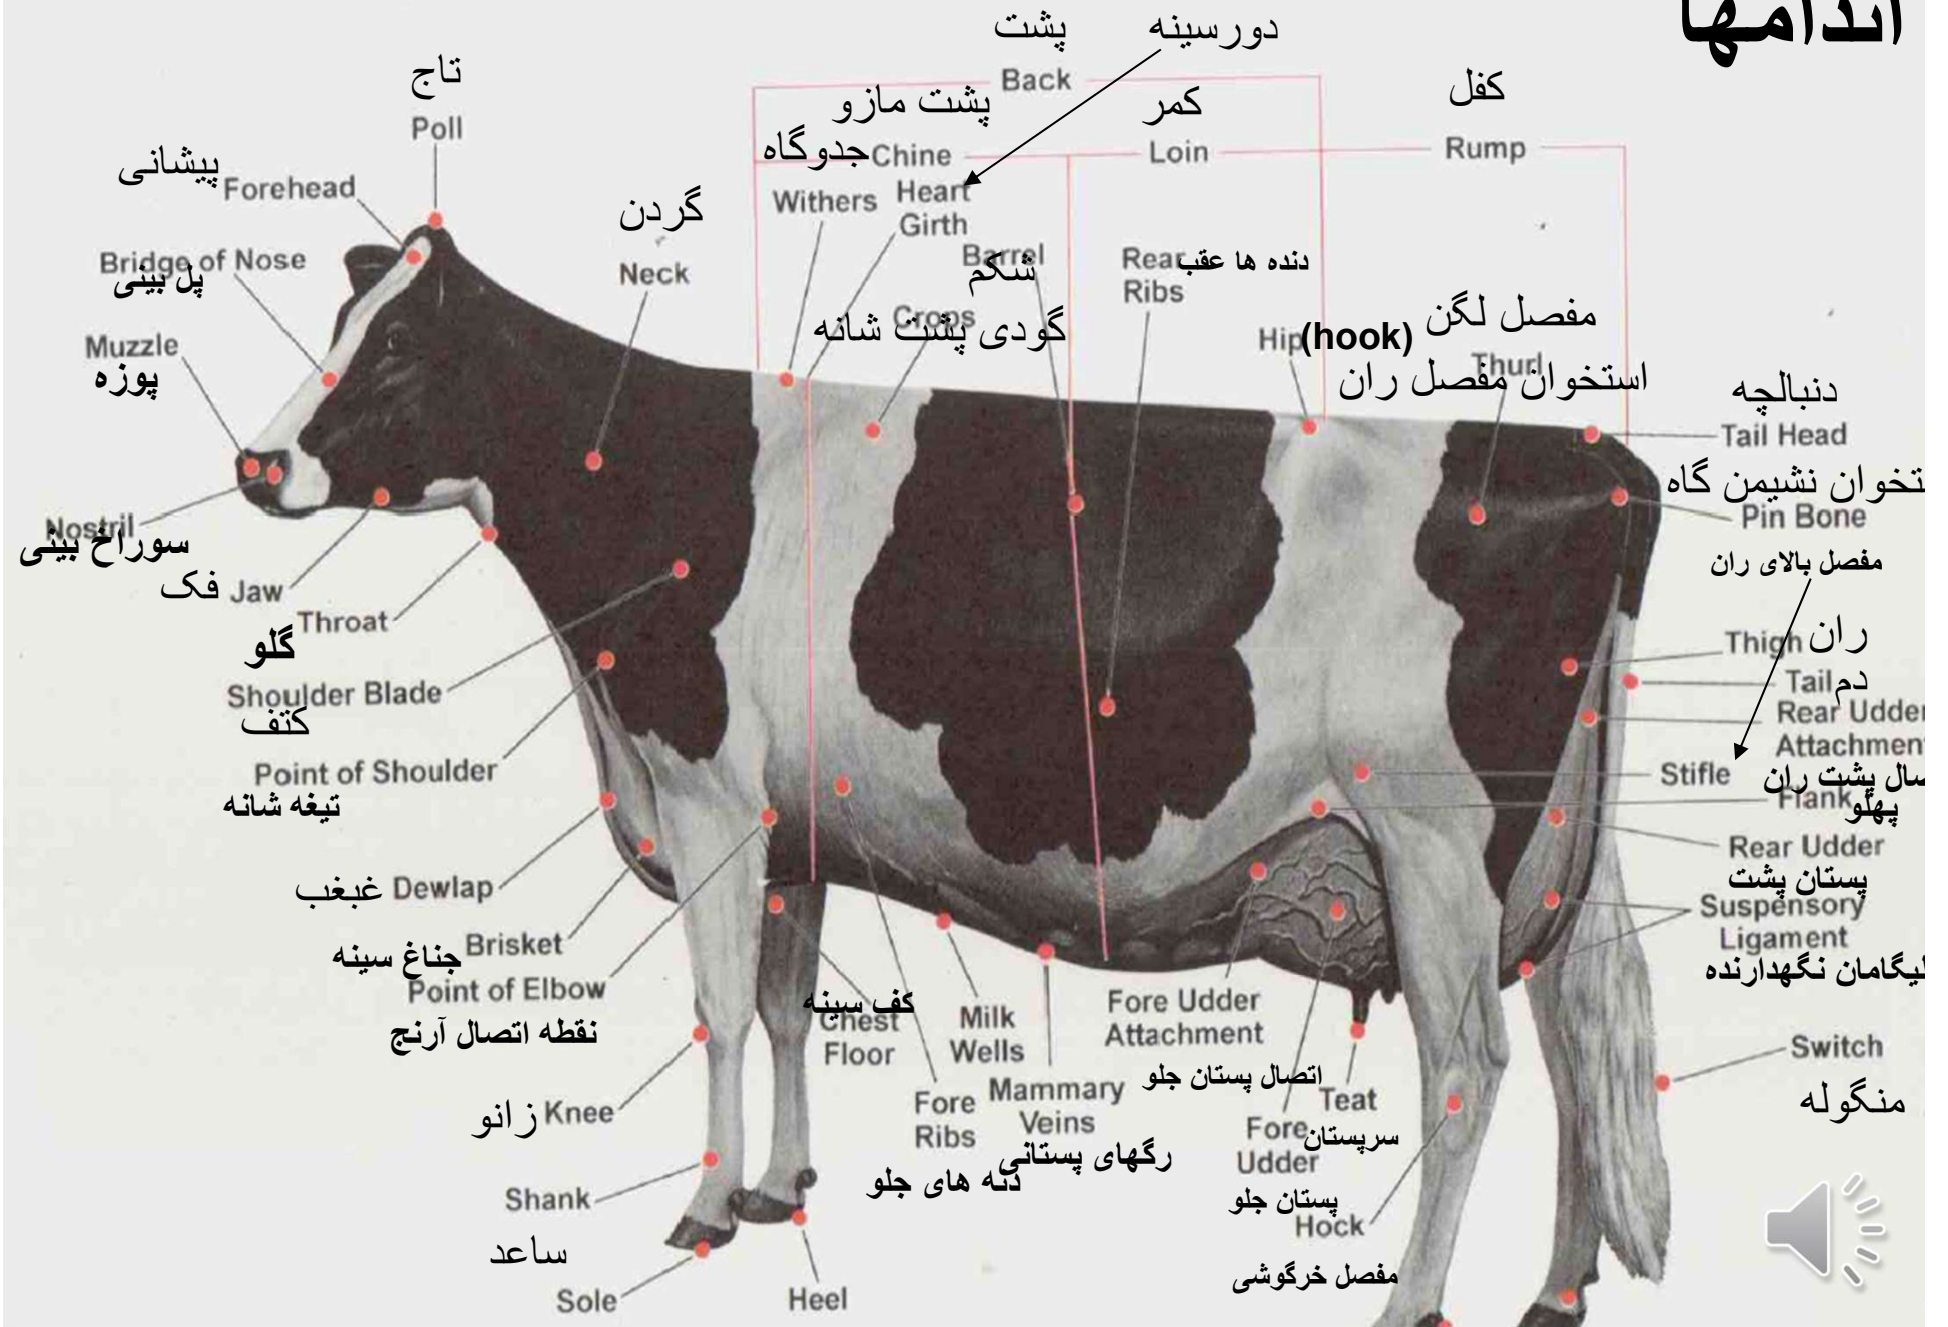 اندامها
پشت
دورسینه
Back
تاج
Poll
پشت مازو
کمر
کفل
جدوگاه
Chine
Loin
Rump
پیشانی
Forehead
گردن
Neck
Withers
Heart
Girth
Bridge of Nose
پل بینی
Barrel
شکم
Rear
Ribs
دنده ها عقب
Crops
گودی پشت شانه
Hip(hook)
مفصل لگن
Thurl
استخوان مفصل ران
Muzzle
پوزه
دنبالچه
Tail Head
تخوان نشیمن گاه
Pin Bone
Nostril
سوراخ بینی
فک Jaw
Throat
گلو
مفصل بالای ران
Thigh ران
Tail دم
Rear Udder
Attachmen
صال پشت ران
Stifle
Flank
پهلو
Shoulder Blade
کتف
Point of Shoulder
تیغه شانه
غبغب Dewlap
Rear Udder
پستان پشت
Suspensory
Ligament
لیگامان نگهدارنده
جناغ سینه Brisket
Point of Elbow
نقطه اتصال آرنج
کف سینه
Chest
Floor
Milk
Wells
Fore Udder
Attachment
اتصال پستان جلو
Switch
منگوله
زانو Knee
Fore
Ribs
دنه های جلو
Mammary
Veins
رگهای پستانی
Teat
سرپستان
Fore
Udder
پستان جلو
Shank
ساعد
Hock
مفصل خرگوشی
Sole
Heel